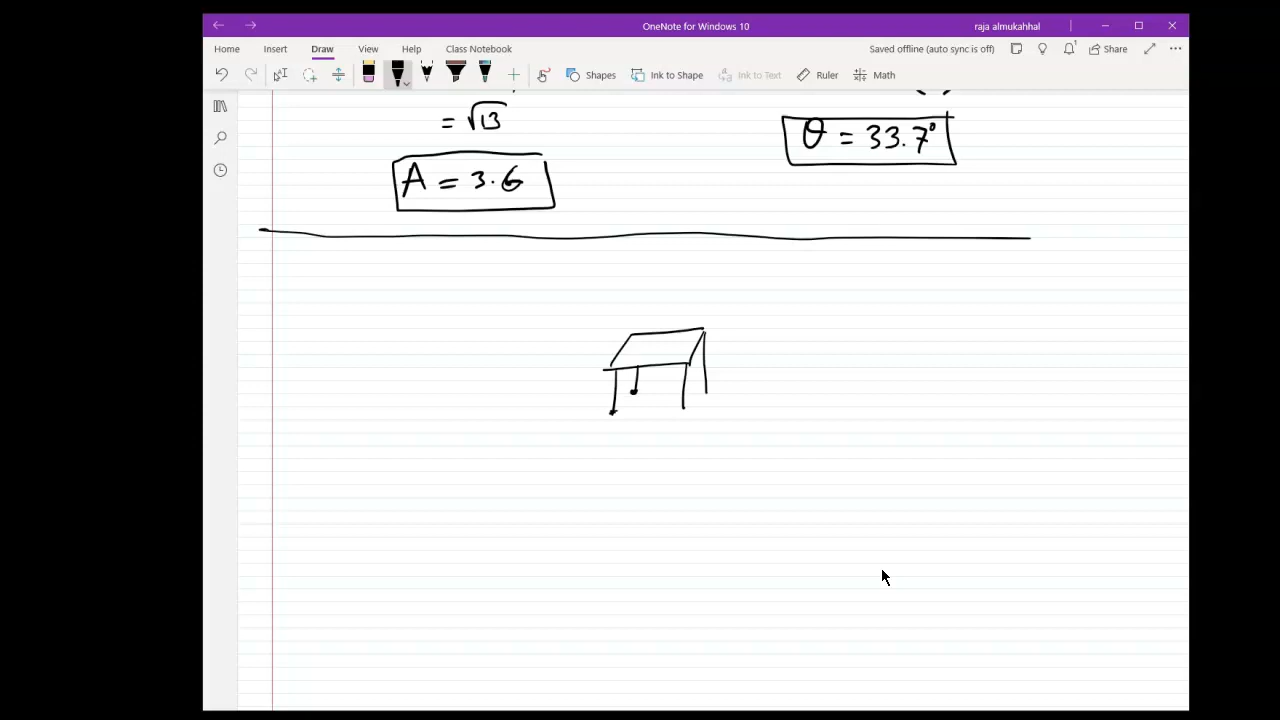 OneNote for Windows 10
raja almukahhal
Home Insert Draw View Help Class Notebook
Saved offline (auto sync is off)
Share
Shapes
Ink to Shape
Ink to Text
Ruler
Math
= √13
θ = 33.7°
A = 3.6